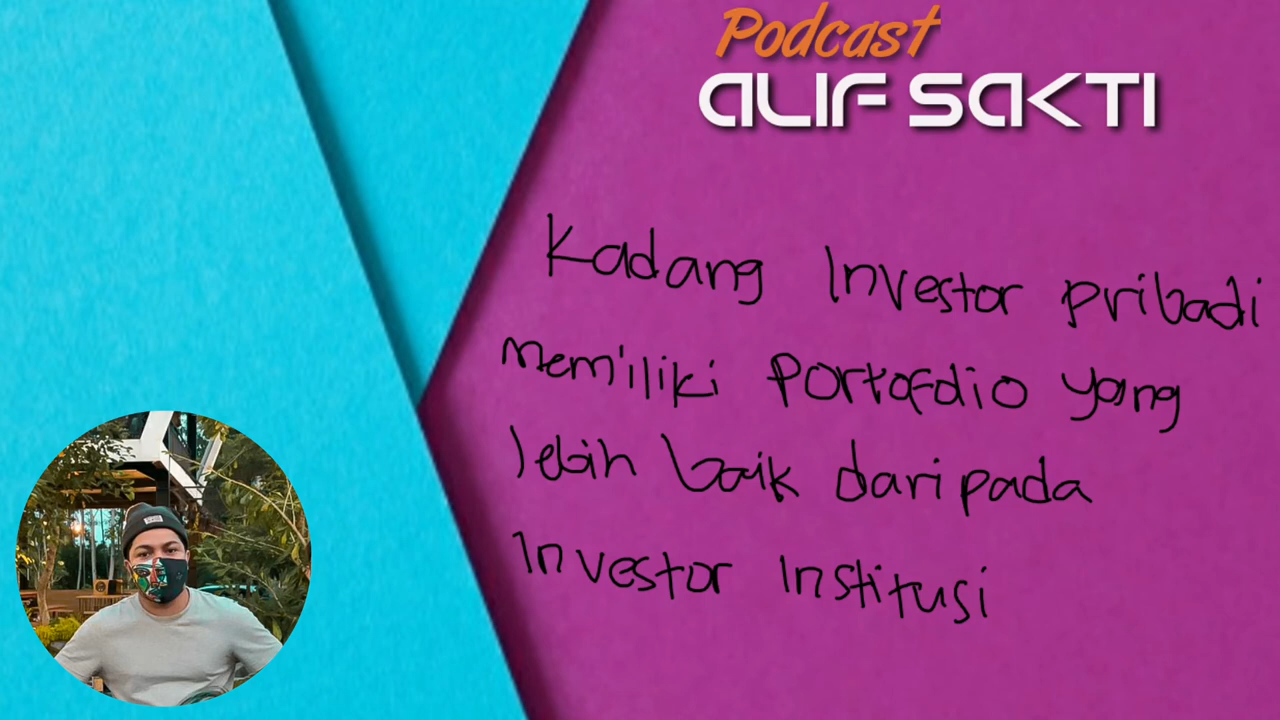 Podcast
ALIF SAKTI
Kadang Investor pribadi
memiliki portofolio yang
lebih baik daripada
Investor Institusi